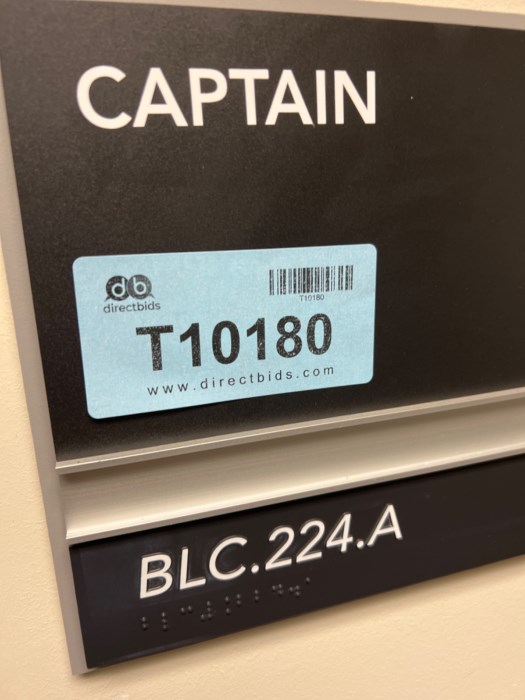 CAPTAIN
db
directbids
T10180
T10180
www.directbids.com
BLC.224.A